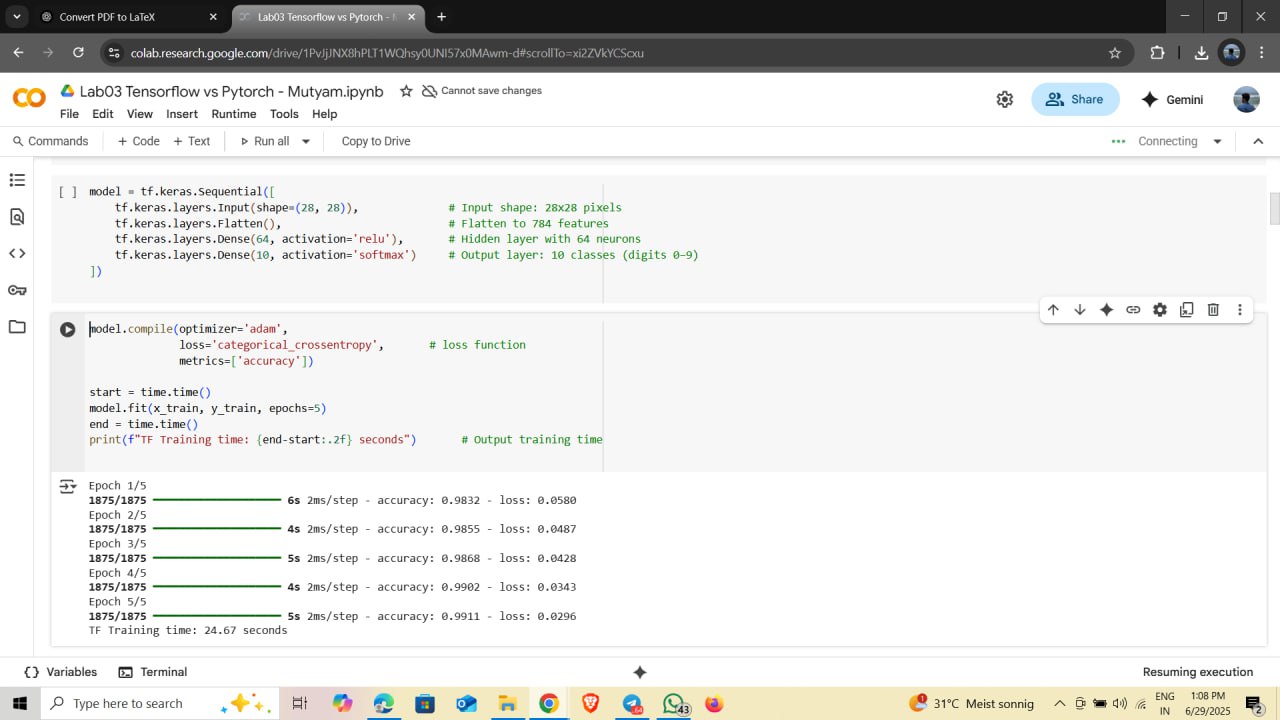 Convert PDF to LaTeX
Lab03 Tensorflow vs Pytorch - M
colab.research.google.com/drive/1PvJjJNX8hPLT1WQhsy0UNI57x0MAwm-d#scrollTo=xi2ZVkYCScxu
Lab03 Tensorflow vs Pytorch - Mutyam.ipynb
Cannot save changes
File Edit View Insert Runtime Tools Help
Share
Gemini
Commands + Code + Text Run all Copy to Drive
Connecting
[ ] model = tf.keras.Sequential([
tf.keras.layers.Input(shape=(28, 28)), # Input shape: 28x28 pixels
tf.keras.layers.Flatten(), # Flatten to 784 features
tf.keras.layers.Dense(64, activation='relu'), # Hidden layer with 64 neurons
tf.keras.layers.Dense(10, activation='softmax') # Output layer: 10 classes (digits 0–9)
])
model.compile(optimizer='adam',
loss='categorical_crossentropy', # loss function
metrics=['accuracy'])
start = time.time()
model.fit(x_train, y_train, epochs=5)
end = time.time()
print(f"TF Training time: {end-start:.2f} seconds") # Output training time
Epoch 1/5
1875/1875 6s 2ms/step - accuracy: 0.9832 - loss: 0.0580
Epoch 2/5
1875/1875 4s 2ms/step - accuracy: 0.9855 - loss: 0.0487
Epoch 3/5
1875/1875 5s 2ms/step - accuracy: 0.9868 - loss: 0.0428
Epoch 4/5
1875/1875 4s 2ms/step - accuracy: 0.9902 - loss: 0.0343
Epoch 5/5
1875/1875 5s 2ms/step - accuracy: 0.9911 - loss: 0.0296
TF Training time: 24.67 seconds
Variables Terminal
Resuming execution
Type here to search
43
1
31°C Meist sonnig
ENG
IN
1:08 PM
6/29/2025
2